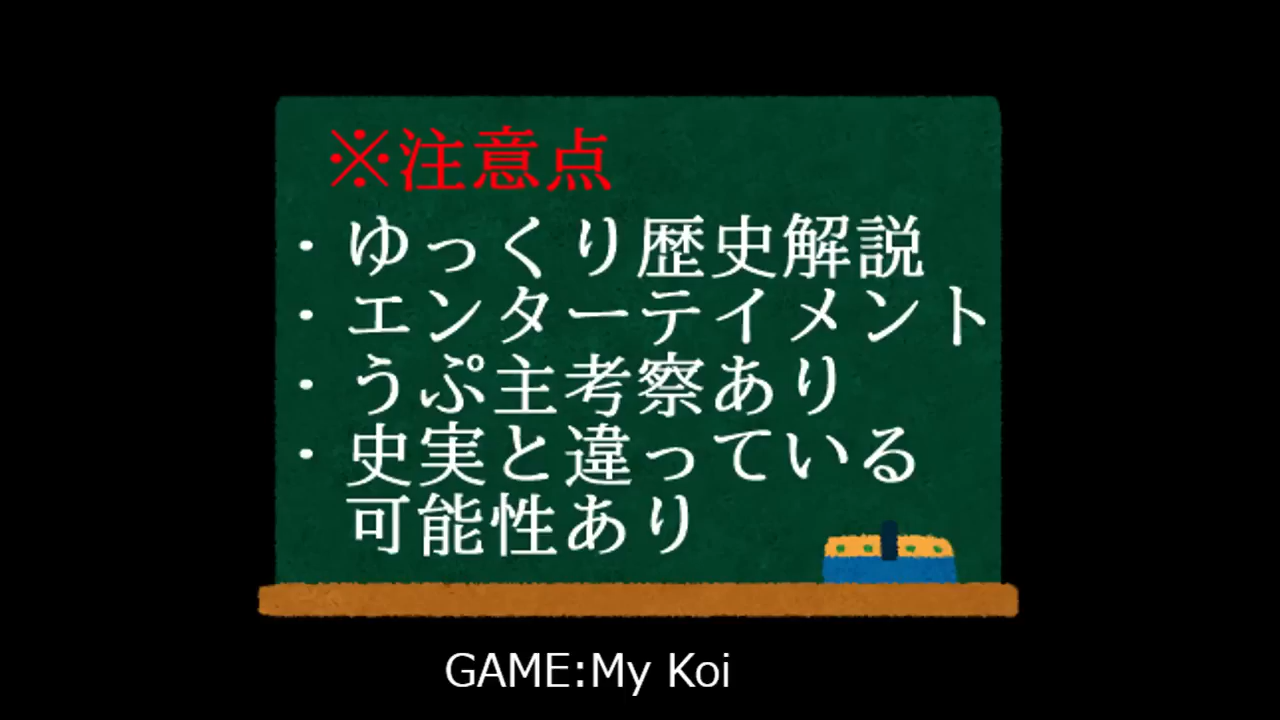 ※注意点
・ゆっくり歴史解説
・エンターテイメント
・うぷ主考察あり
・史実と違っている
可能性あり
GAME:My Koi